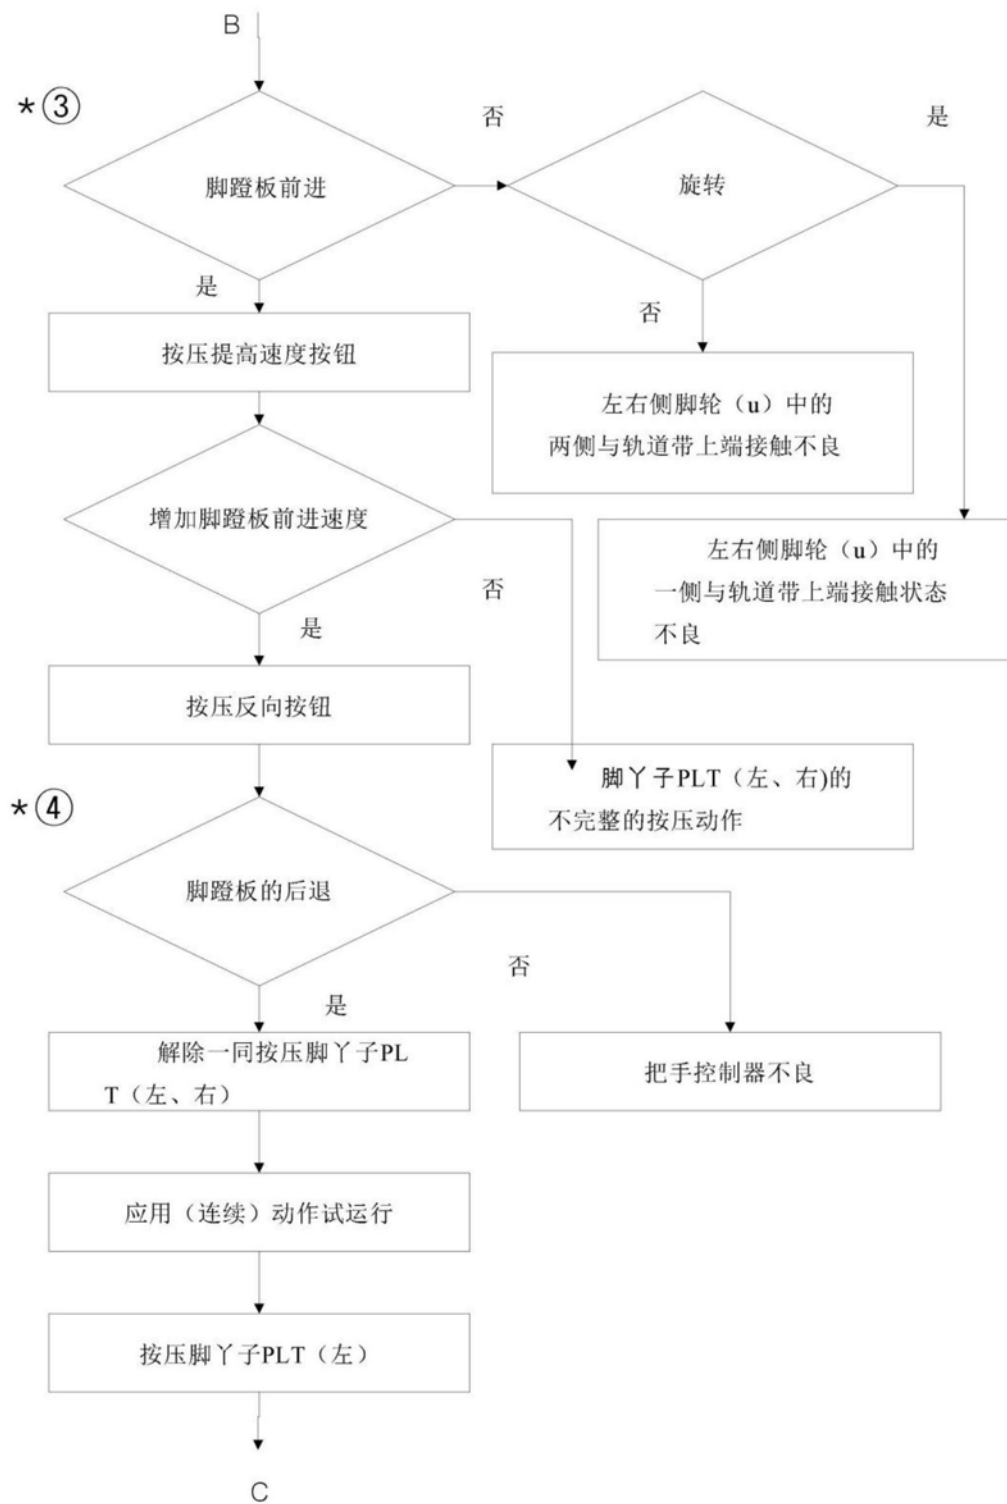 B
*③
否
是
脚蹬板前进
旋转
是
否
按压提高速度按钮
左右侧脚轮（u）中的
两侧与轨道带上端接触不良
增加脚蹬板前进速度
左右侧脚轮（u）中的
一侧与轨道带上端接触状态
不良
否
是
按压反向按钮
脚丫子PLT（左、右)的
不完整的按压动作
*④
脚蹬板的后退
否
是
解除一同按压脚丫子PL
T（左、右）
把手控制器不良
应用（连续）动作试运行
按压脚丫子PLT（左）
C